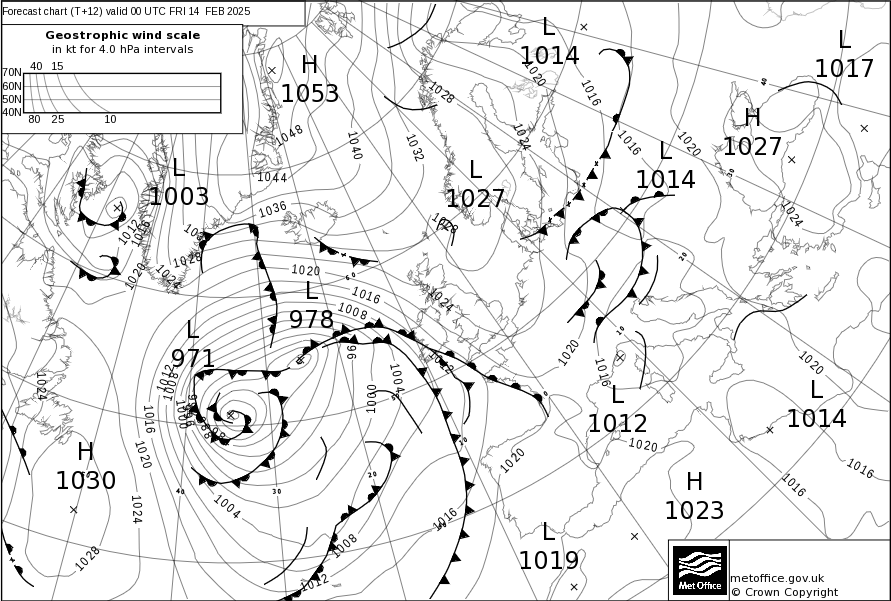 Forecast chart (T+12) valid 00 UTC FRI 14 FEB 2025
Geostrophic wind scale
in kt for 4.0 hPa intervals
40 15
70N
60N
50N
40N
80 25 10
L
1014
L
1017
H
1053
H
1027
L
1014
L
1003
L
1027
L
978
L
971
L
1012
L
1014
H
1030
H
1023
L
1019
1048
1044
1040
1036
1032
1028
1028
1028
1020
1016
1008
1024
1020
1016
1016
1020
1024
1024
1020
1012
1020
1024
1016
1020
1024
1028
1012
1008
1004
1000
1004
1008
1012
1016
1020
1020
1016
1020
1020
1016
1016
40
30
20
10
60
40
20
10
metoffice.gov.uk
© Crown Copyright
Met Office